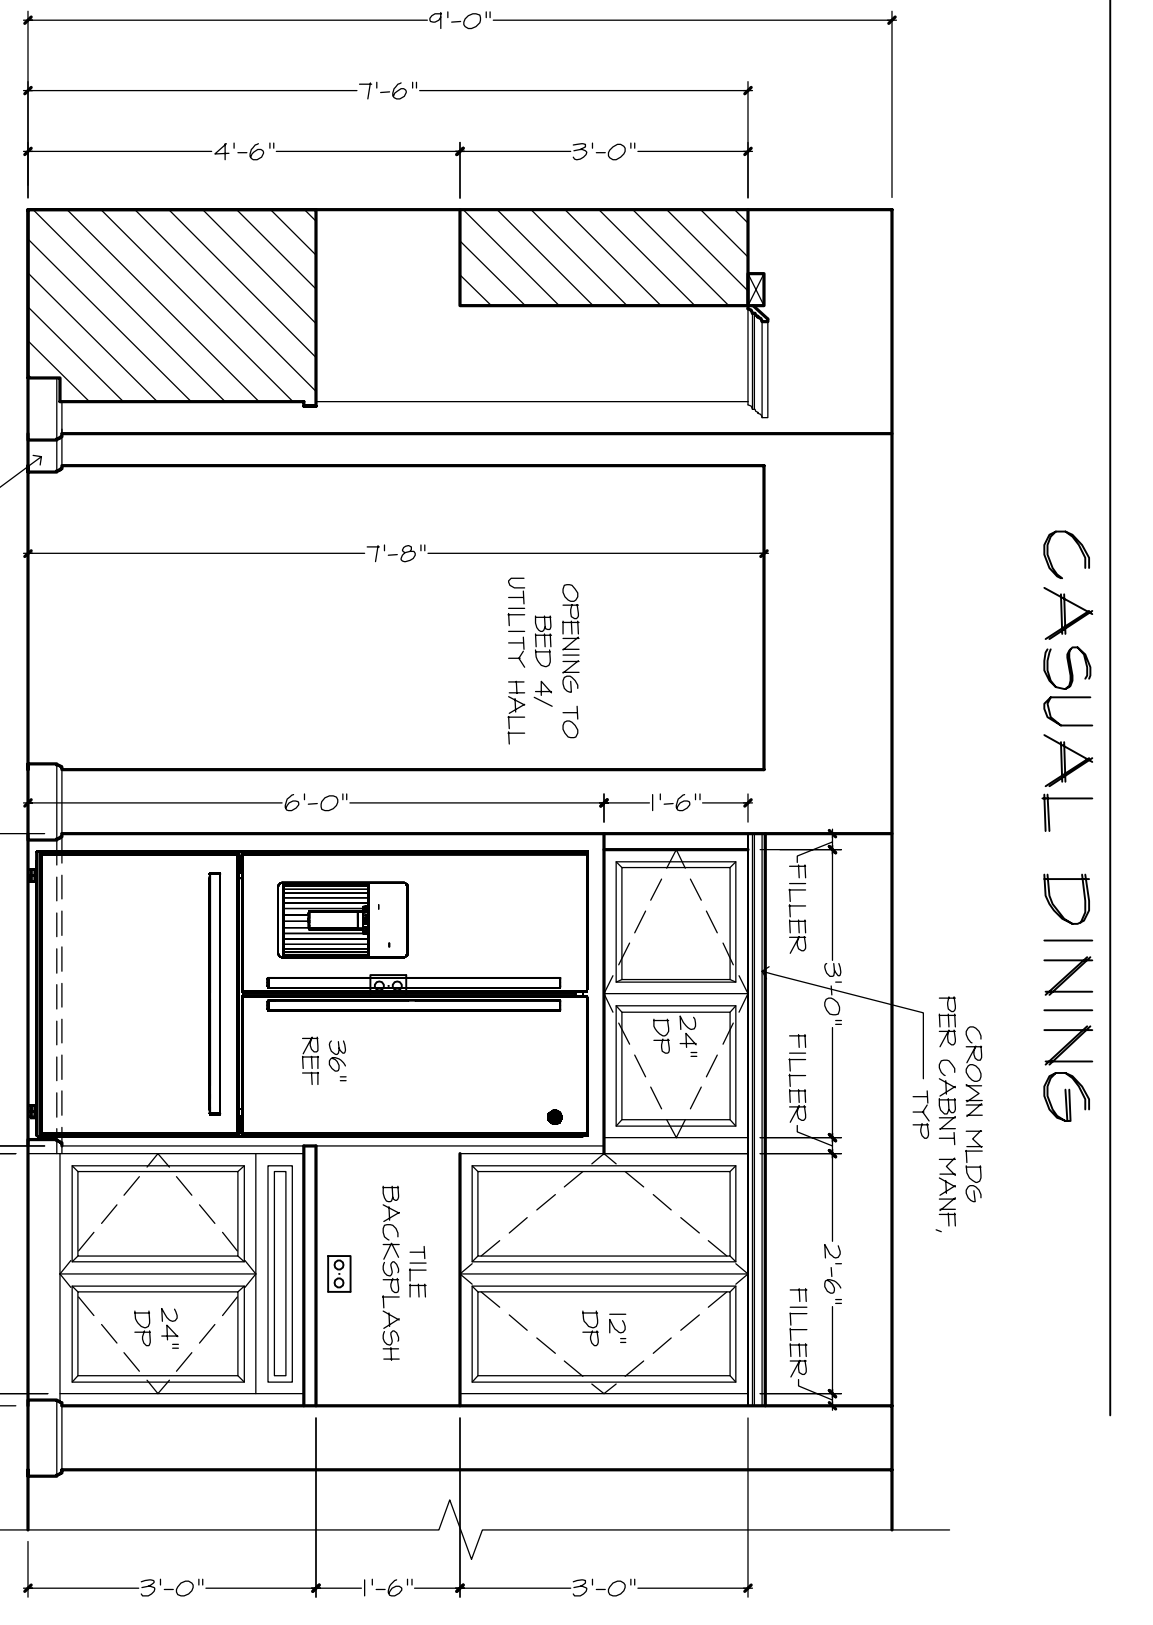 CASUAL DINING
CROWN MLDG
PER CABNT MANF,
TYP
FILLER
3'-0"
FILLER
2'-6"
FILLER
9'-0"
7'-6"
4'-6"
3'-0"
7'-8"
OPENING TO
BED 4/
UTILITY HALL
6'-0"
1'-6"
24"
DP
36"
REF
12"
DP
TILE
BACKSPLASH
24"
DP
3'-0"
1'-6"
3'-0"